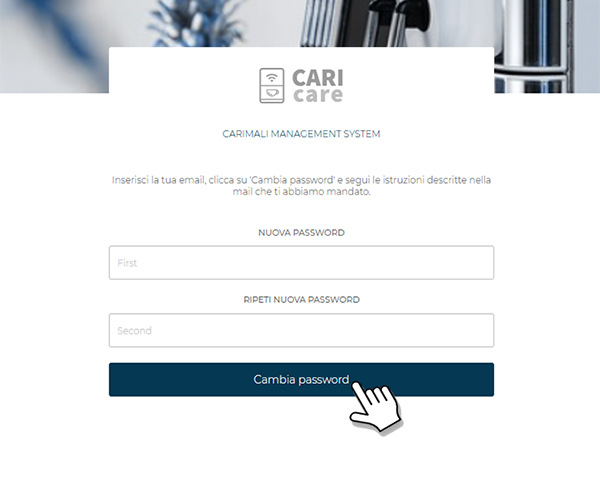 CARI
care
CARIMALI MANAGEMENT SYSTEM
Inserisci la tua email, clicca su 'Cambia password' e segui le istruzioni descritte nella
mail che ti abbiamo mandato.
NUOVA PASSWORD
First
RIPETI NUOVA PASSWORD
Second
Cambia password